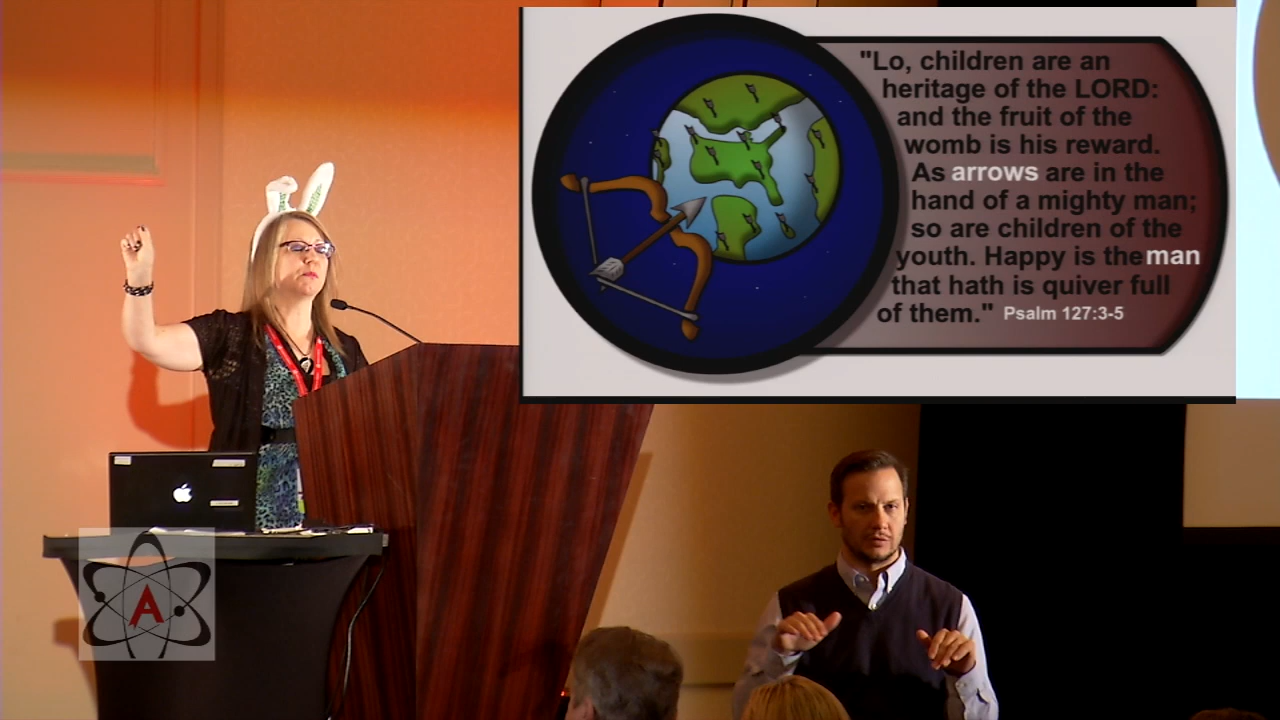 "Lo, children are an
heritage of the LORD:
and the fruit of the
womb is his reward.
As arrows are in the
hand of a mighty man;
so are children of the
youth. Happy is the man
that hath is quiver full
of them." Psalm 127:3-5
A